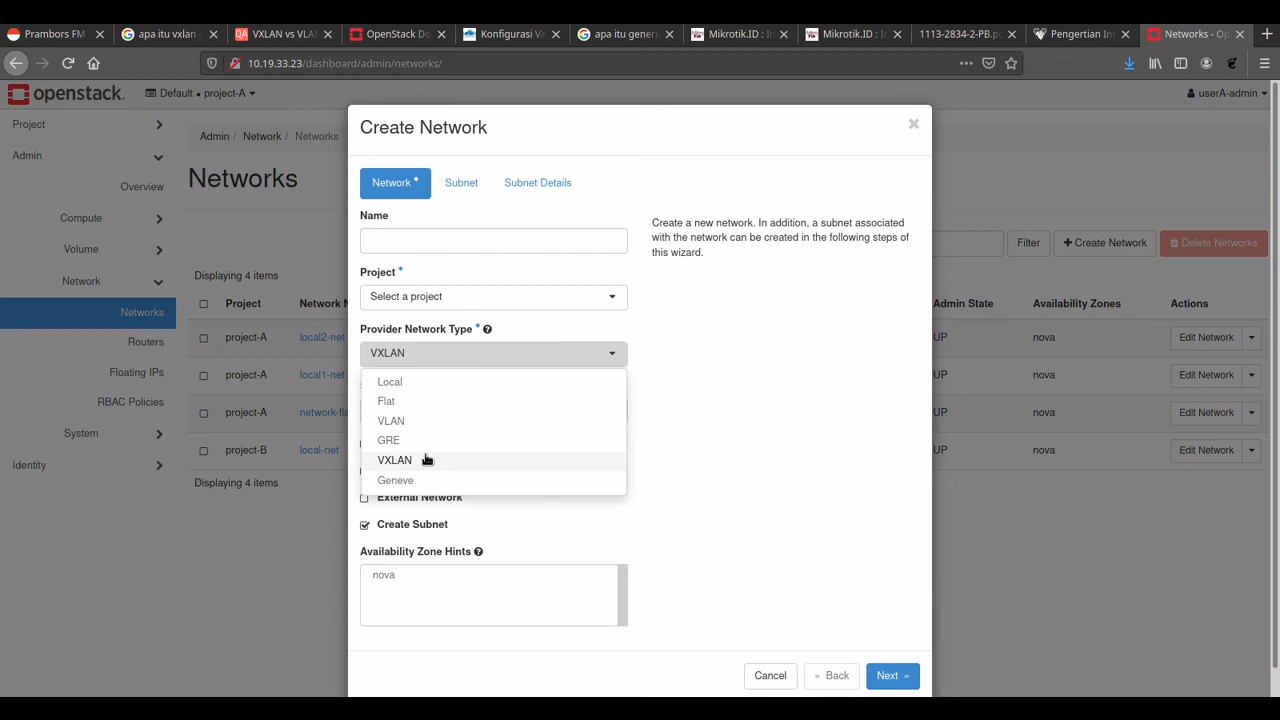 Prambors FM
apa itu vxlan -
VXLAN vs VLAN
OpenStack Do
Konfigurasi VX
apa itu generi
Mikrotik.ID : In
Mikrotik.ID : In
1113-2834-2-PB.pc
Pengertian Int
Networks - Op
10.19.33.23/dashboard/admin/networks/
openstack.
Default • project-A
userA-admin
Project
Admin
Overview
Compute
Volume
Network
Networks
Routers
Floating IPs
RBAC Policies
System
Identity
Admin / Network / Networks
Networks
Filter
+ Create Network
Delete Networks
Displaying 4 items
Project
Network N
Admin State
Availability Zones
Actions
project-A local2-net UP nova Edit Network
project-A local1-net UP nova Edit Network
project-A network-fla UP nova Edit Network
project-B local-net UP nova Edit Network
Displaying 4 items
Create Network
Network *
Subnet
Subnet Details
Name
Create a new network. In addition, a subnet associated
with the network can be created in the following steps of
this wizard.
Project *
Select a project
Provider Network Type *
VXLAN
Local
Flat
VLAN
GRE
VXLAN
Geneve
External Network
Create Subnet
Availability Zone Hints
nova
Cancel
« Back
Next »